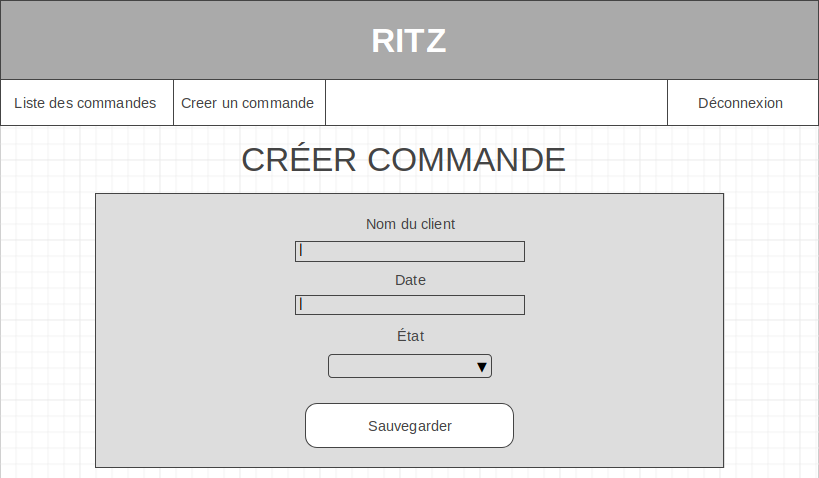 RITZ
Liste des commandes
Creer un commande
Déconnexion
CRÉER COMMANDE
Nom du client
Date
État
Sauvegarder